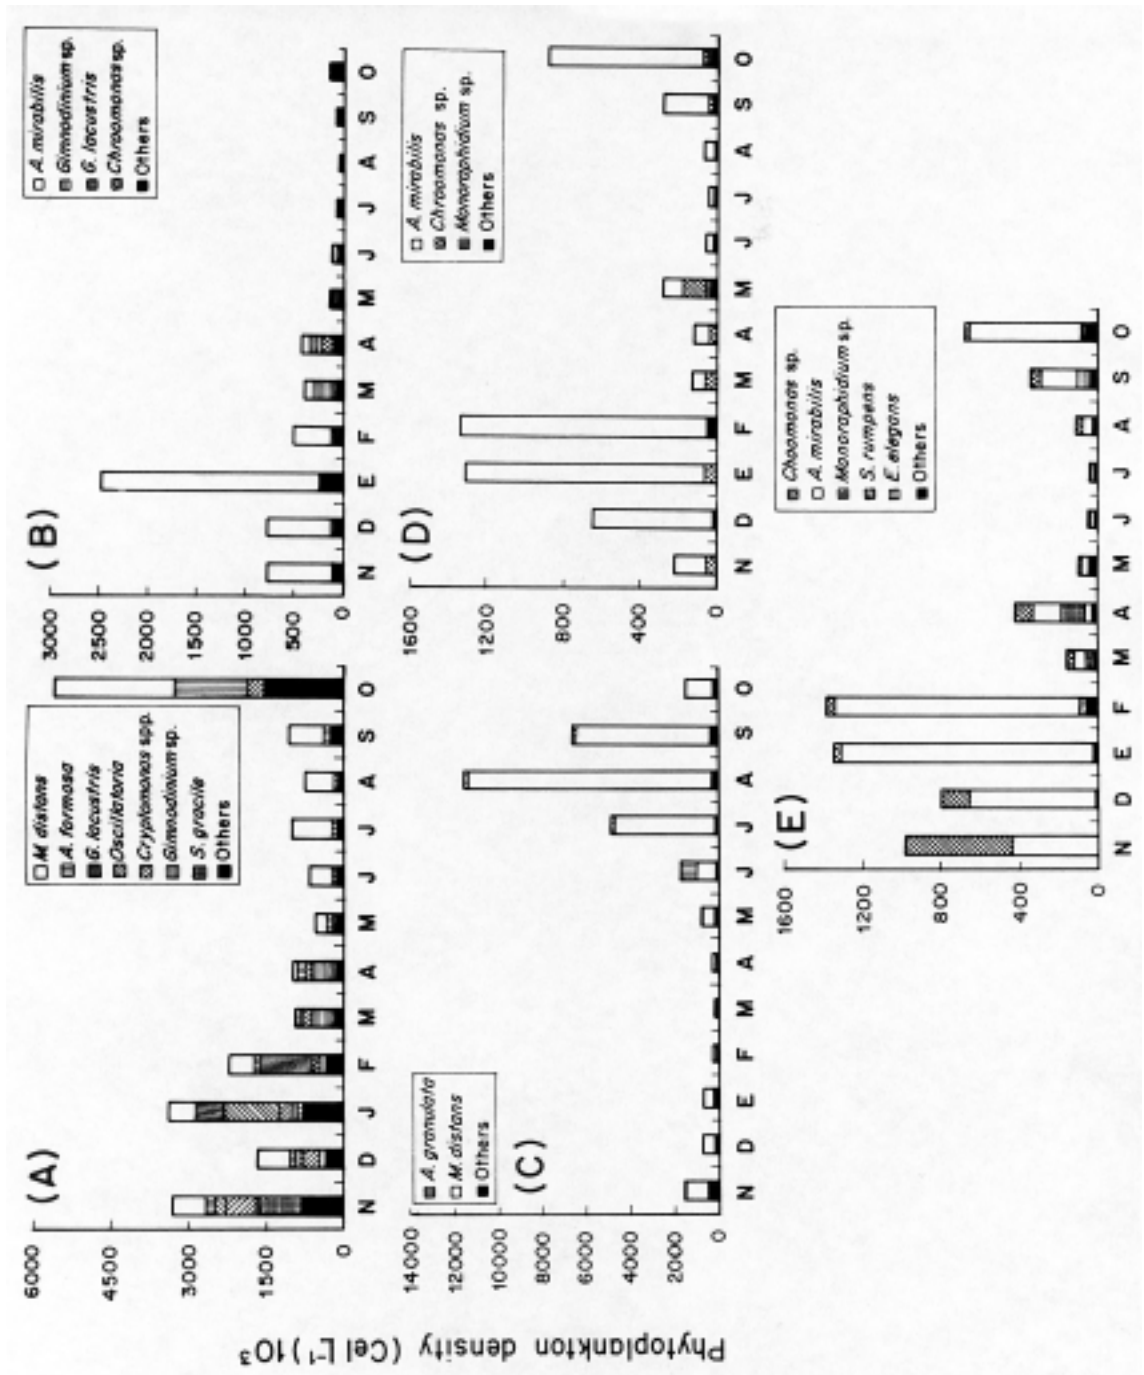 Phytoplankton density (Cel L⁻¹) 10³
(A)
6000
4500
3000
1500
0
N D J F M A M J J A S O
M. distans
A. formosa
G. lacustris
Oscillatoria
Cryptomonas spp.
Gimnodinium sp.
S. gracile
Others
(B)
3000
2500
2000
1500
1000
500
0
N D E F M A M J J A S O
A. mirabilis
Gimnodinium sp.
G. lacustris
Chroomonas sp.
Others
(C)
14000
12000
10000
8000
6000
4000
2000
0
N D E F M A M J J A S O
A. granulata
M. distans
Others
(D)
1600
1200
800
400
0
N D E F M A M J J A S O
A. mirabilis
Chroomonas sp.
Monoraphidium sp.
Others
(E)
1600
1200
800
400
0
N D E F M A M J J A S O
Choomonas sp.
A. mirabilis
Monoraphidium sp.
S. rumpens
E. elegans
Others